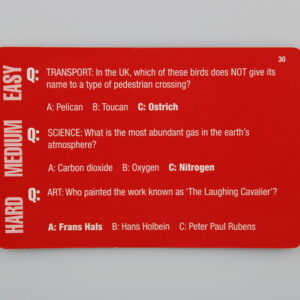 30
EASY
Q: TRANSPORT: In the UK, which of these birds does NOT give its
name to a type of pedestrian crossing?
A: Pelican B: Toucan C: Ostrich
MEDIUM
Q: SCIENCE: What is the most abundant gas in the earth's
atmosphere?
A: Carbon dioxide B: Oxygen C: Nitrogen
HARD
Q: ART: Who painted the work known as ‘The Laughing Cavalier’?
A: Frans Hals B: Hans Holbein C: Peter Paul Rubens